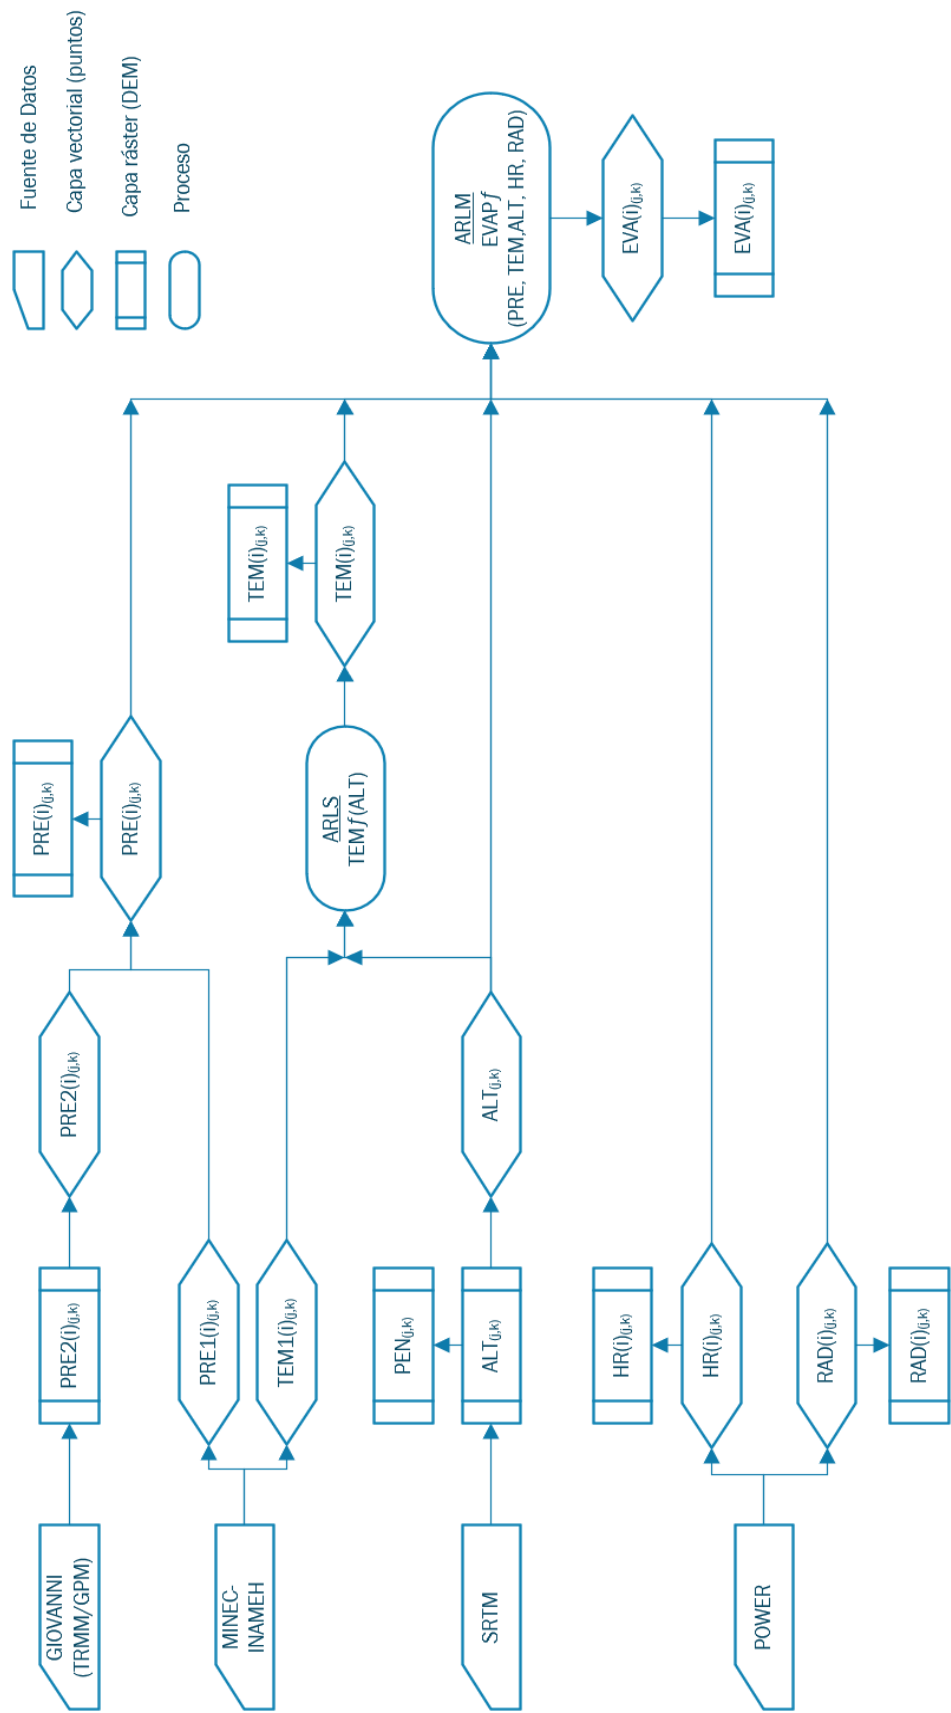 Fuente de Datos
Capa vectorial (puntos)
Capa ráster (DEM)
Proceso
GIOVANNI
(TRMM/GPM)
PRE2(i)(j,k)
PRE2(i)(j,k)
PRE(i)(j,k)
PRE(i)(j,k)
MINEC-
INAMEH
PRE1(i)(j,k)
TEM1(i)(j,k)
ARLS
TEM ƒ (ALT)
TEM(i)(j,k)
TEM(i)(j,k)
SRTM
PEN(j,k)
ALT(j,k)
ALT(j,k)
POWER
HR(i)(j,k)
HR(i)(j,k)
RAD(i)(j,k)
RAD(i)(j,k)
ARLM
EVAP ƒ
(PRE, TEM,ALT, HR, RAD)
EVA(i)(j,k)
EVA(i)(j,k)